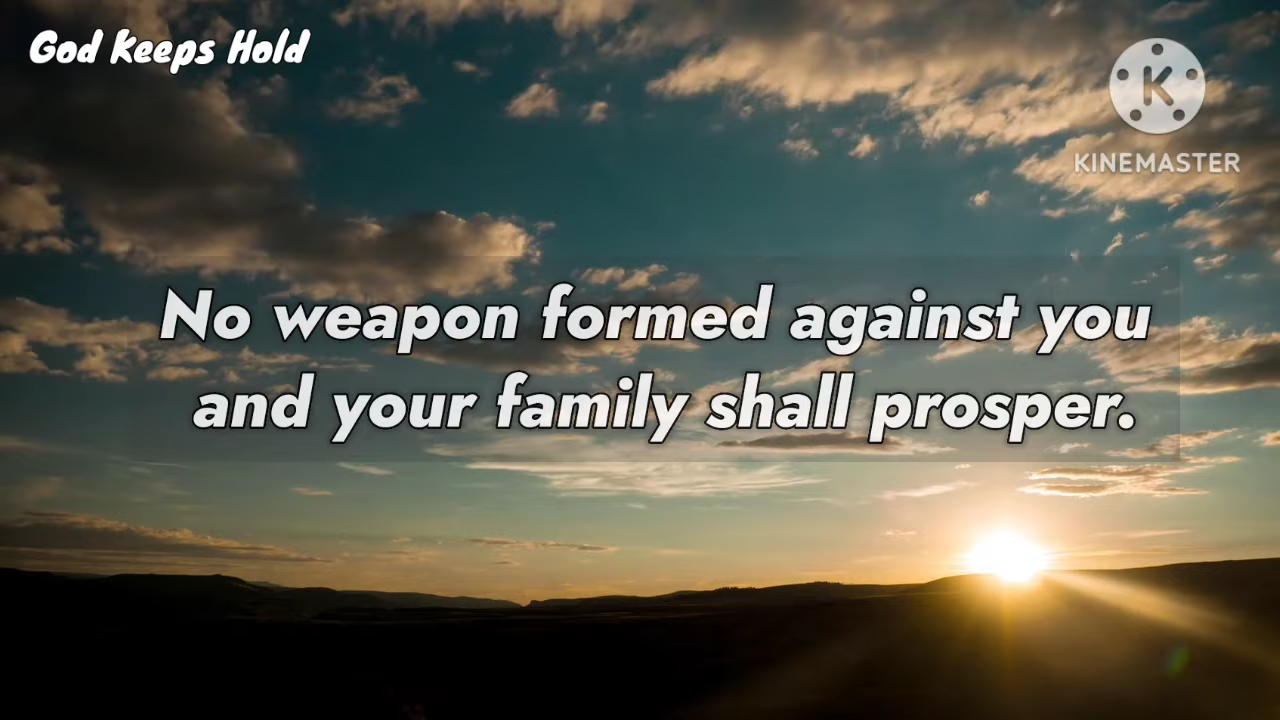 God Keeps Hold
K
KINEMASTER
No weapon formed against you
and your family shall prosper.